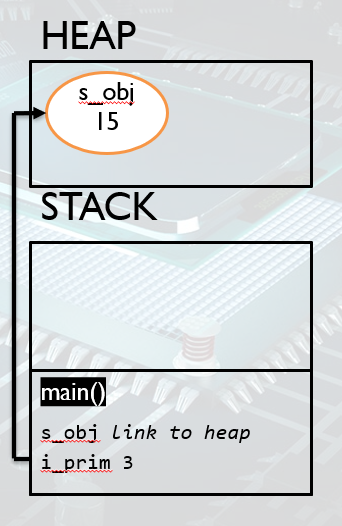 HEAP
s_obj
15
STACK
main()
s_obj link to heap
i_prim 3